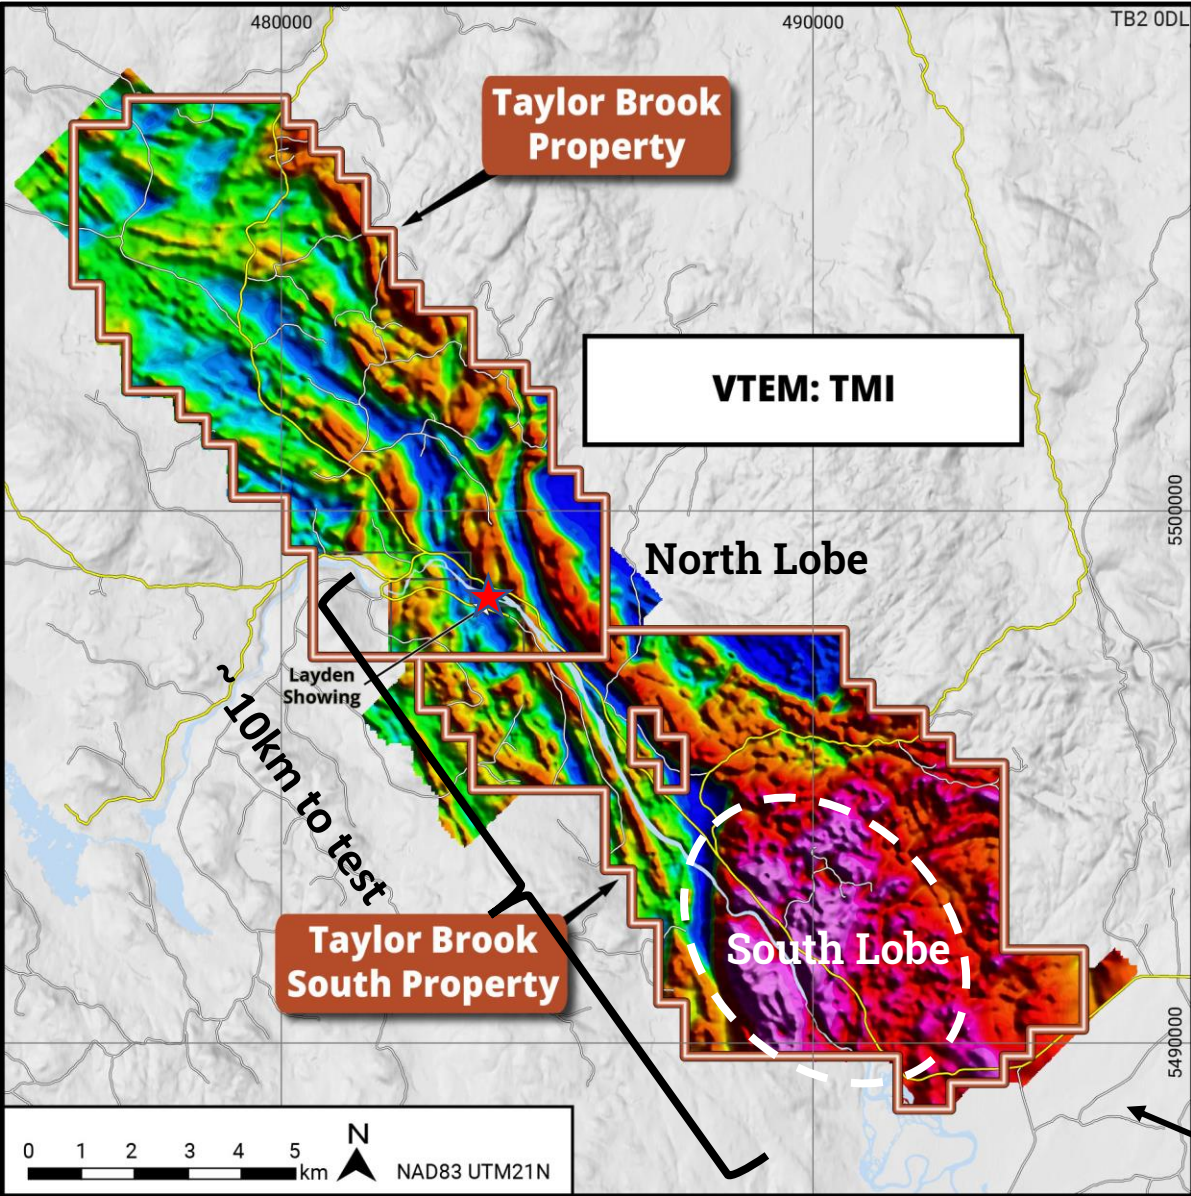 480000
490000
TB2 0DL
Taylor Brook
Property
VTEM: TMI
5500000
North Lobe
Layden
Showing
~10km to test
Taylor Brook
South Property
South Lobe
5490000
0 1 2 3 4 5
km
N
NAD83 UTM21N